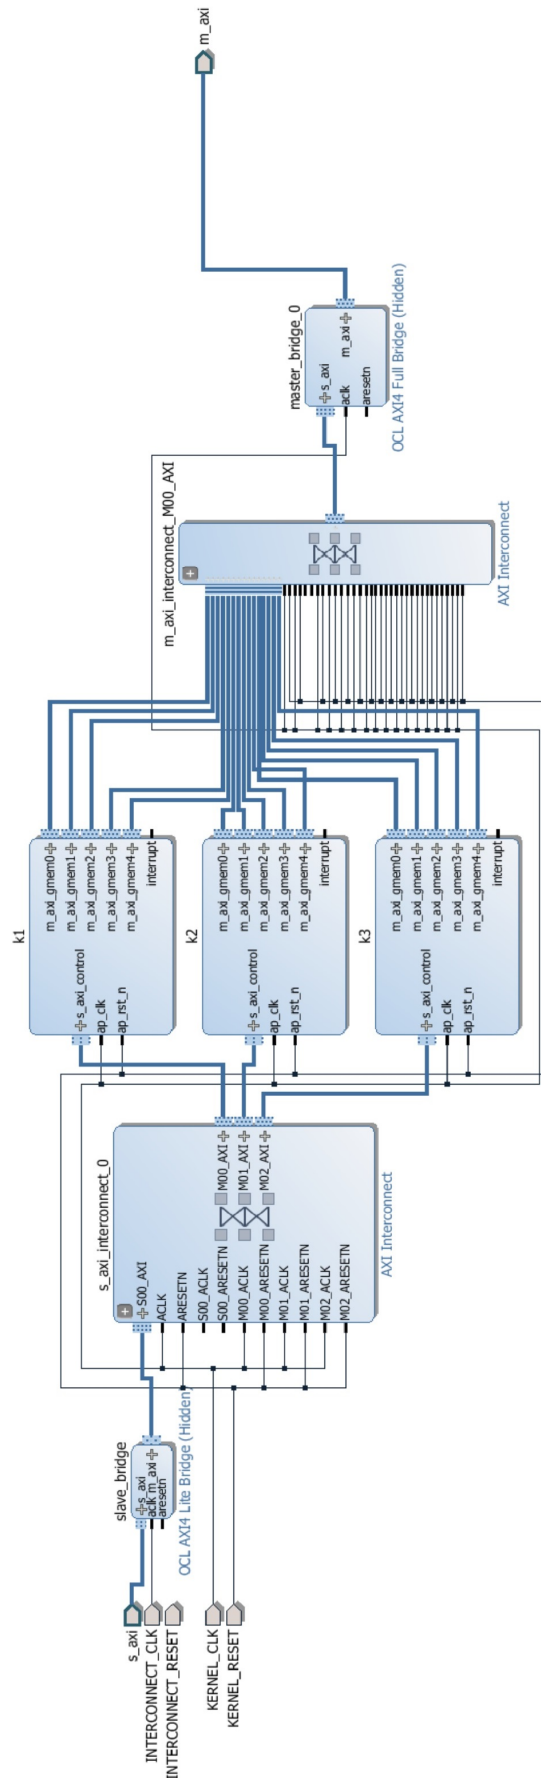 s_axi
INTERCONNECT_CLK
INTERCONNECT_RESET
KERNEL_CLK
KERNEL_RESET
slave_bridge
s_axi
aclk m_axi
aresetn
OCL AXI4 Lite Bridge (Hidden)
s_axi_interconnect_0
S00_AXI
ACLK
ARESETN
S00_ACLK
S00_ARESETN
M00_ACLK
M00_ARESETN
M01_ACLK
M01_ARESETN
M02_ACLK
M02_ARESETN
M00_AXI
M01_AXI
M02_AXI
AXI Interconnect
k1
s_axi_control
ap_clk
ap_rst_n
m_axi_gmem0
m_axi_gmem1
m_axi_gmem2
m_axi_gmem3
m_axi_gmem4
interrupt
k2
s_axi_control
ap_clk
ap_rst_n
m_axi_gmem0
m_axi_gmem1
m_axi_gmem2
m_axi_gmem3
m_axi_gmem4
interrupt
k3
s_axi_control
ap_clk
ap_rst_n
m_axi_gmem0
m_axi_gmem1
m_axi_gmem2
m_axi_gmem3
m_axi_gmem4
interrupt
m_axi_interconnect_M00_AXI
AXI Interconnect
master_bridge_0
s_axi
aclk
aresetn
m_axi
OCL AXI4 Full Bridge (Hidden)
m_axi